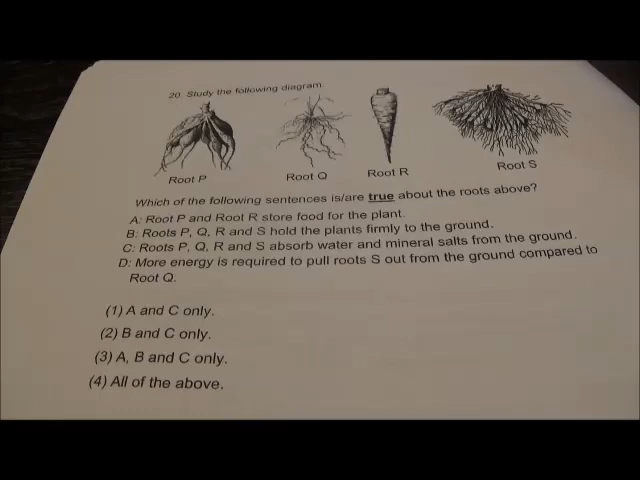 20. Study the following diagram.
Root P
Root Q
Root R
Root S
Which of the following sentences is/are true about the roots above?
A: Root P and Root R store food for the plant.
B: Roots P, Q, R and S hold the plants firmly to the ground.
C: Roots P, Q, R and S absorb water and mineral salts from the ground.
D: More energy is required to pull roots S out from the ground compared to
Root Q.
(1) A and C only.
(2) B and C only.
(3) A, B and C only.
(4) All of the above.